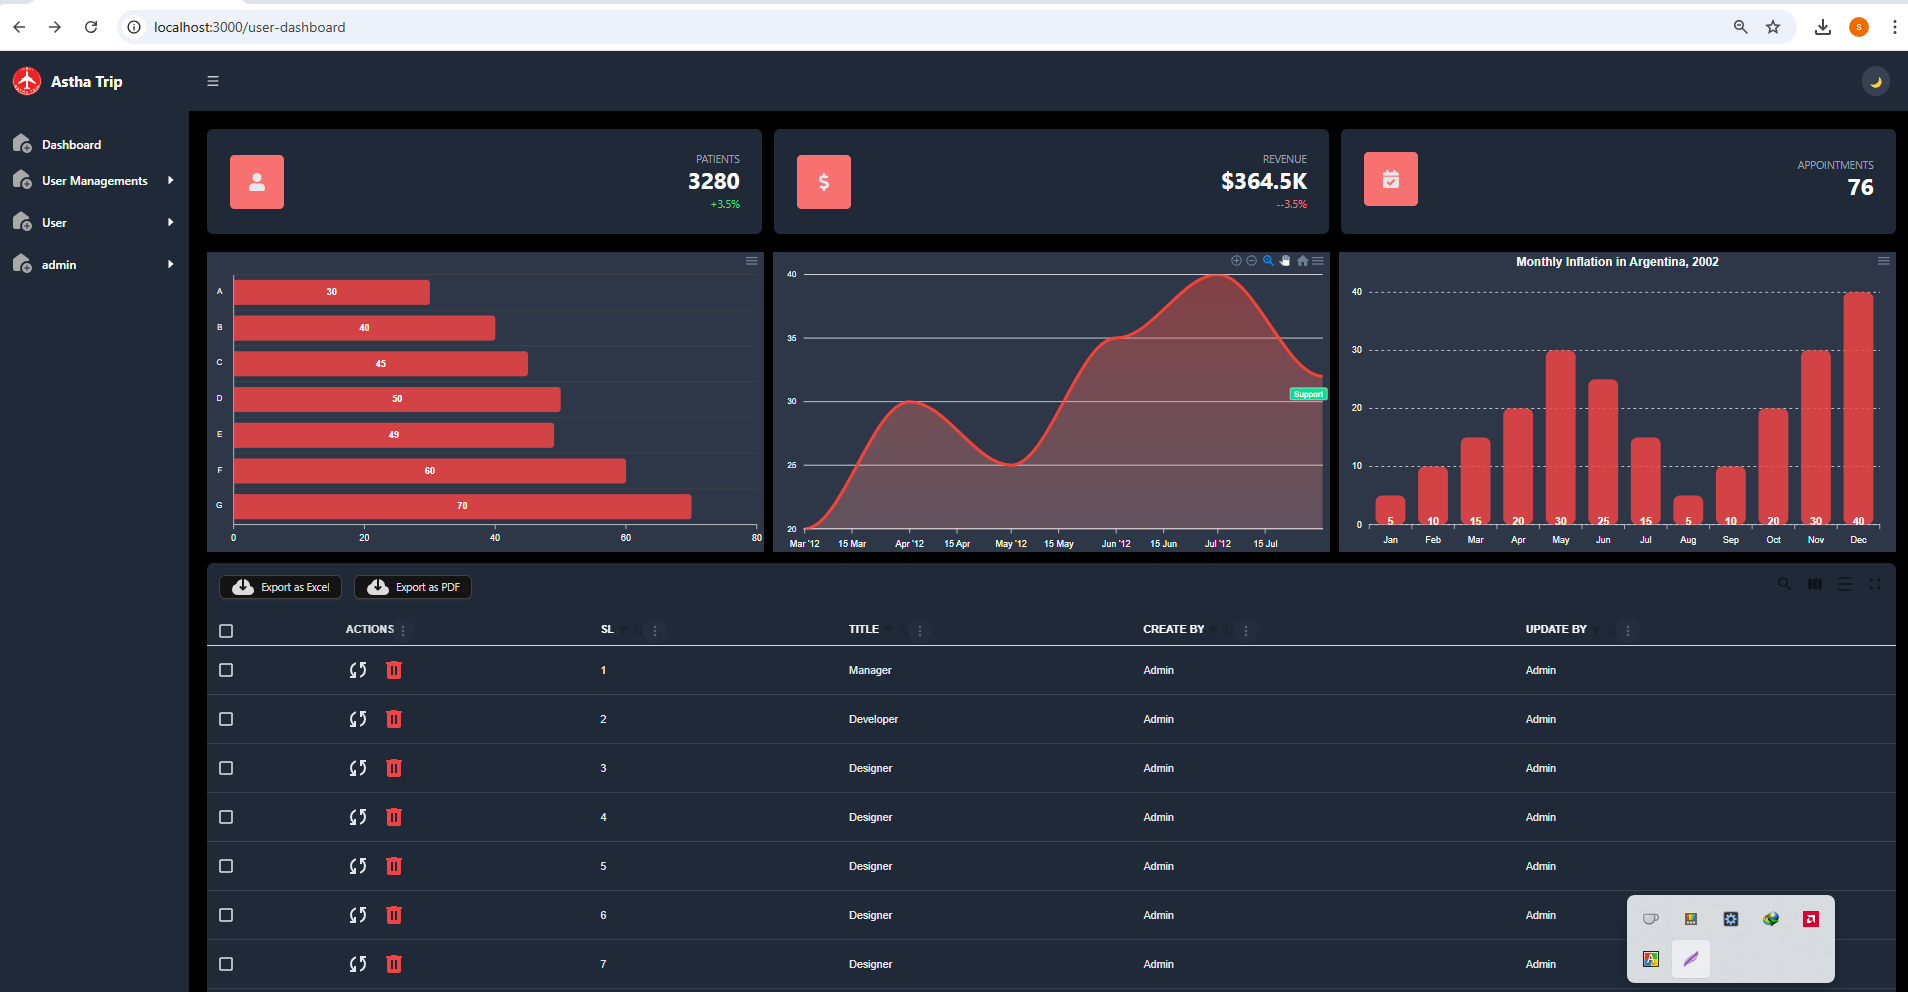 localhost:3000/user-dashboard
S
Astha Trip
Dashboard
User Managements
User
admin
PATIENTS
3280
+3.5%
REVENUE
$364.5K
--3.5%
APPOINTMENTS
76
A 30
B 40
C 45
D 50
E 49
F 60
G 70
0 20 40 60 80
40
35
30
25
20
Support
Mar '12 15 Mar Apr '12 15 Apr May '12 15 May Jun '12 15 Jun Jul '12 15 Jul
Monthly Inflation in Argentina, 2002
40
30
20
10
0
5 10 15 20 30 25 15 5 10 20 30 40
Jan Feb Mar Apr May Jun Jul Aug Sep Oct Nov Dec
Export as Excel Export as PDF
ACTIONS SL TITLE CREATE BY UPDATE BY
1 Manager Admin Admin
2 Developer Admin Admin
3 Designer Admin Admin
4 Designer Admin Admin
5 Designer Admin Admin
6 Designer Admin Admin
7 Designer Admin Admin